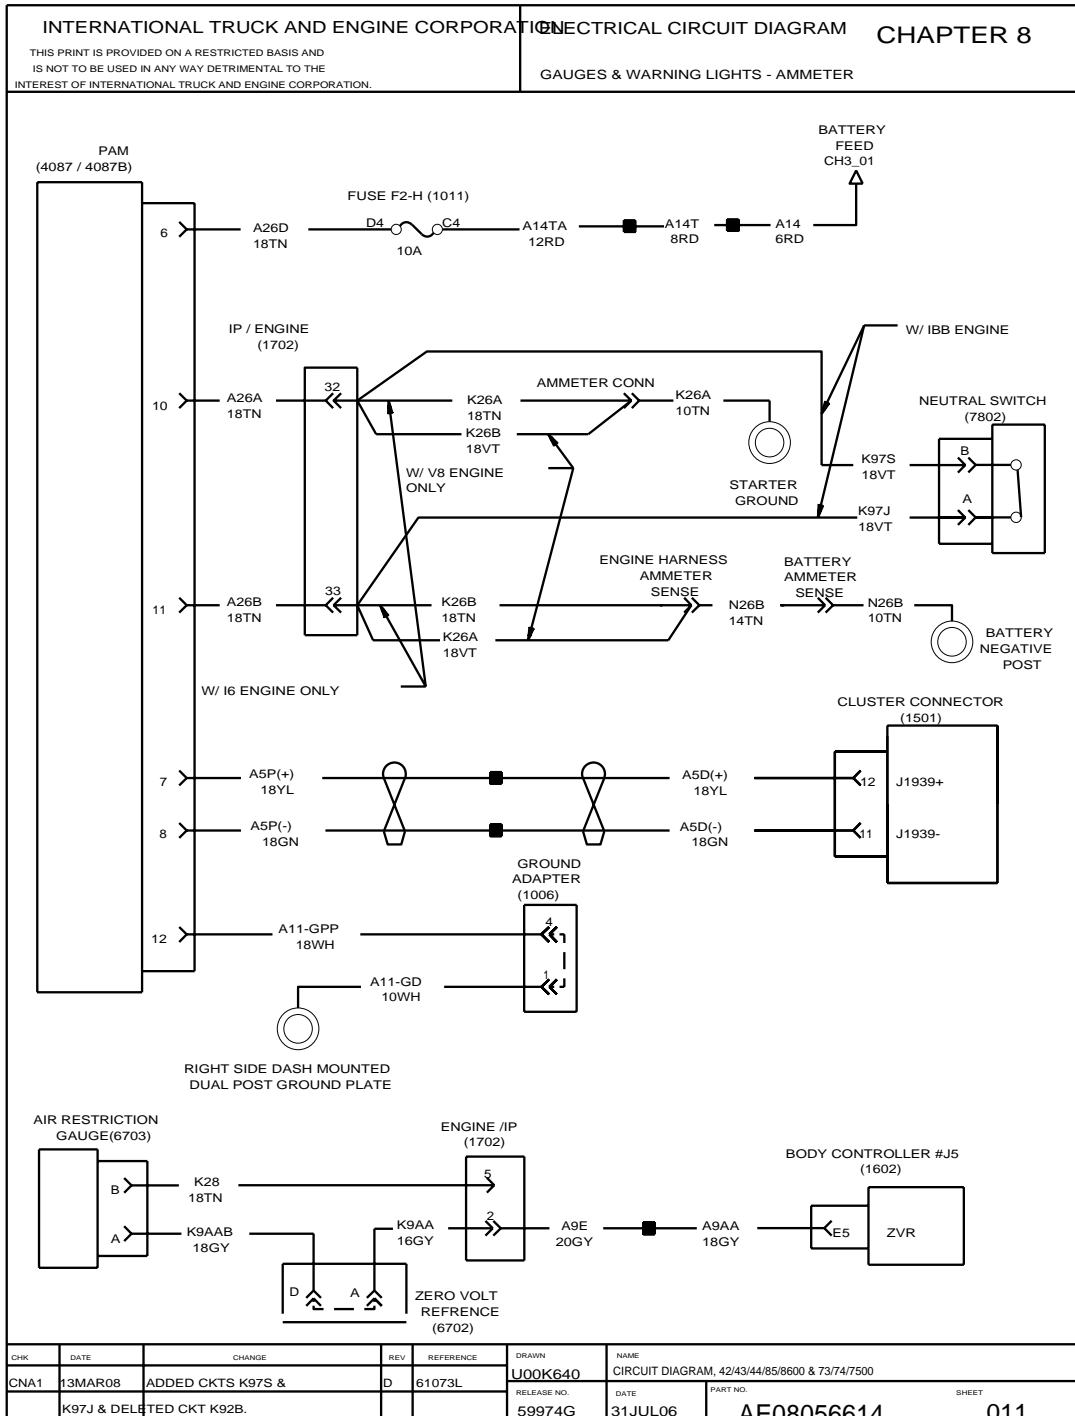 INTERNATIONAL TRUCK AND ENGINE CORPORATION
THIS PRINT IS PROVIDED ON A RESTRICTED BASIS AND
IS NOT TO BE USED IN ANY WAY DETRIMENTAL TO THE
INTEREST OF INTERNATIONAL TRUCK AND ENGINE CORPORATION.
ELECTRICAL CIRCUIT DIAGRAM
CHAPTER 8
GAUGES & WARNING LIGHTS - AMMETER
PAM
(4087 / 4087B)
BATTERY
FEED
CH3_01
FUSE F2-H (1011)
6
A26D
18TN
D4
C4
10A
A14TA
12RD
A14T
8RD
A14
6RD
IP / ENGINE
(1702)
W/ IBB ENGINE
10
A26A
18TN
32
K26A
18TN
AMMETER CONN
K26A
10TN
K26B
18VT
W/ V8 ENGINE
ONLY
STARTER
GROUND
NEUTRAL SWITCH
(7802)
K97S
18VT
B
K97J
18VT
A
11
A26B
18TN
33
K26B
18TN
K26A
18VT
ENGINE HARNESS
AMMETER
SENSE
BATTERY
AMMETER
SENSE
N26B
14TN
N26B
10TN
BATTERY
NEGATIVE
POST
W/ I6 ENGINE ONLY
CLUSTER CONNECTOR
(1501)
7
A5P(+)
18YL
A5D(+)
18YL
12
J1939+
8
A5P(-)
18GN
A5D(-)
18GN
11
J1939-
GROUND
ADAPTER
(1006)
12
A11-GPP
18WH
4
A11-GD
10WH
1
RIGHT SIDE DASH MOUNTED
DUAL POST GROUND PLATE
AIR RESTRICTION
GAUGE(6703)
ENGINE /IP
(1702)
BODY CONTROLLER #J5
(1602)
B
K28
18TN
5
A
K9AAB
18GY
K9AA
16GY
2
A9E
20GY
A9AA
18GY
E5
ZVR
D
A
ZERO VOLT
REFRENCE
(6702)
CHK
DATE
CHANGE
REV
REFERENCE
DRAWN
NAME
CNA1
13MAR08
ADDED CKTS K97S &
D
61073L
U00K640
CIRCUIT DIAGRAM, 42/43/44/85/8600 & 73/74/7500
K97J & DELETED CKT K92B.
RELEASE NO.
DATE
PART NO.
SHEET
59974G
31JUL06
AE08056614
011